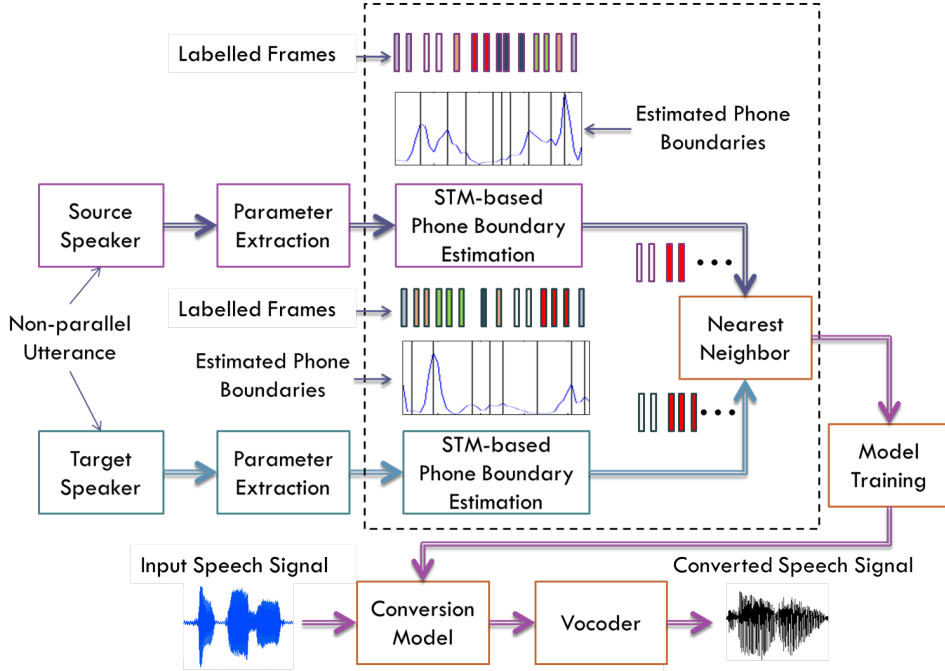 Labelled Frames
Estimated Phone
Boundaries
Source
Speaker
Parameter
Extraction
STM-based
Phone Boundary
Estimation
Non-parallel
Utterance
Labelled Frames
Nearest
Neighbor
Estimated Phone
Boundaries
Target
Speaker
Parameter
Extraction
STM-based
Phone Boundary
Estimation
Model
Training
Input Speech Signal
Conversion
Model
Vocoder
Converted Speech Signal